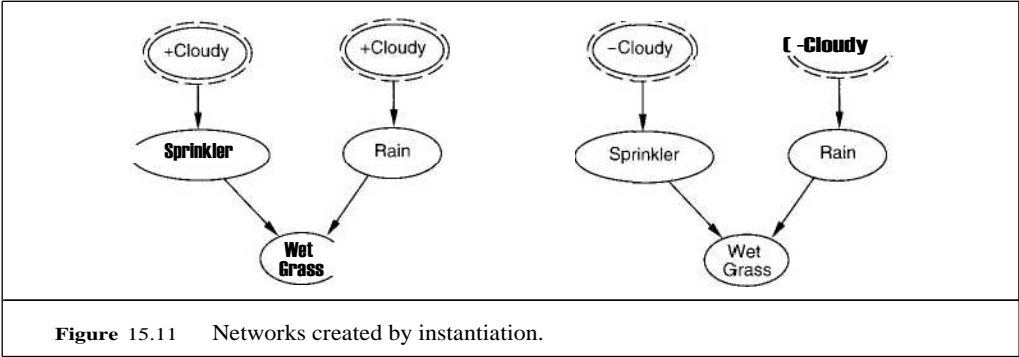 +Cloudy +Cloudy -Cloudy ( -Cloudy
Sprinkler Rain Sprinkler Rain
Wet Wet
Grass Grass
Figure 15.11 Networks created by instantiation.